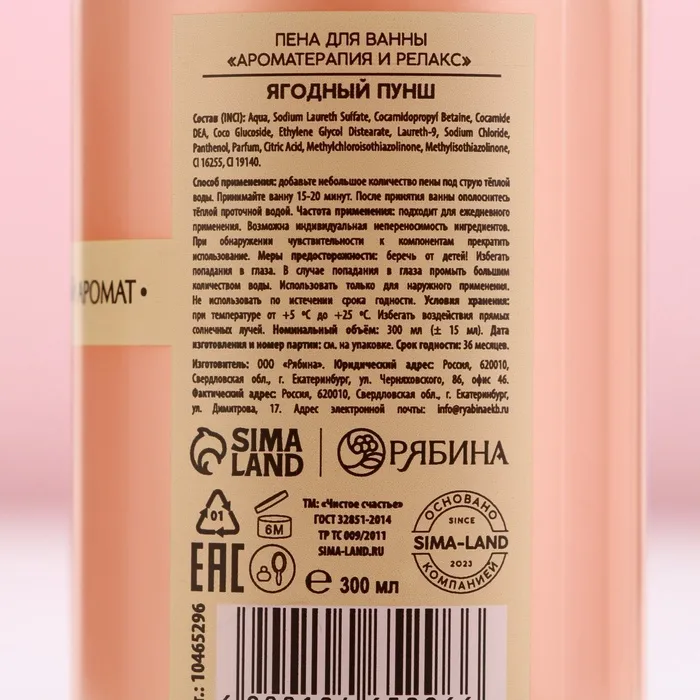 ПЕНА ДЛЯ ВАННЫ
«АРОМАТЕРАПИЯ И РЕЛАКС»
ЯГОДНЫЙ ПУНШ
Состав (INCI): Aqua, Sodium Laureth Sulfate, Cocamidopropyl Betaine, Cocamide
DEA, Coco Glucoside, Ethylene Glycol Distearate, Laureth-9, Sodium Chloride,
Panthenol, Parfum, Citric Acid, Methylchloroisothiazolinone, Methylisothiazolinone,
CI 16255, CI 19140.
Способ применения: добавьте небольшое количество пены под струю тёплой
воды. Принимайте ванну 15-20 минут. После принятия ванны ополоснитесь
тёплой проточной водой. Частота применения: подходит для ежедневного
применения. Возможна индивидуальная непереносимость ингредиентов.
При обнаружении чувствительности к компонентам прекратить
использование. Меры предосторожности: беречь от детей! Избегать
попадания в глаза. В случае попадания в глаза промыть большим
количеством воды. Использовать только для наружного применения.
Не использовать по истечении срока годности. Условия хранения:
при температуре от +5 ºС до +25 ºС. Избегать воздействия прямых
солнечных лучей. Номинальный объём: 300 мл (± 15 мл). Дата
изготовления и номер партии: см. на упаковке. Срок годности: 36 месяцев.
Изготовитель: ООО «Рябина». Юридический адрес: Россия, 620010,
Свердловская обл., г. Екатеринбург, ул. Черняховского, 86, офис 46.
Фактический адрес: Россия, 620010, Свердловская обл., г. Екатеринбург,
ул. Димитрова, 17. Адрес электронной почты: info@ryabinaekb.ru
АРОМАТ •
SIMA
LAND
РЯБИНА
01
6М
ТМ: «Чистое счастье»
ГОСТ 32851-2014
ТР ТС 009/2011
SIMA-LAND.RU
ОСНОВАНО
SINCE
SIMA-LAND
2023
КОМПАНИЕЙ
EAC
e 300 мл
Арт.: 10465296